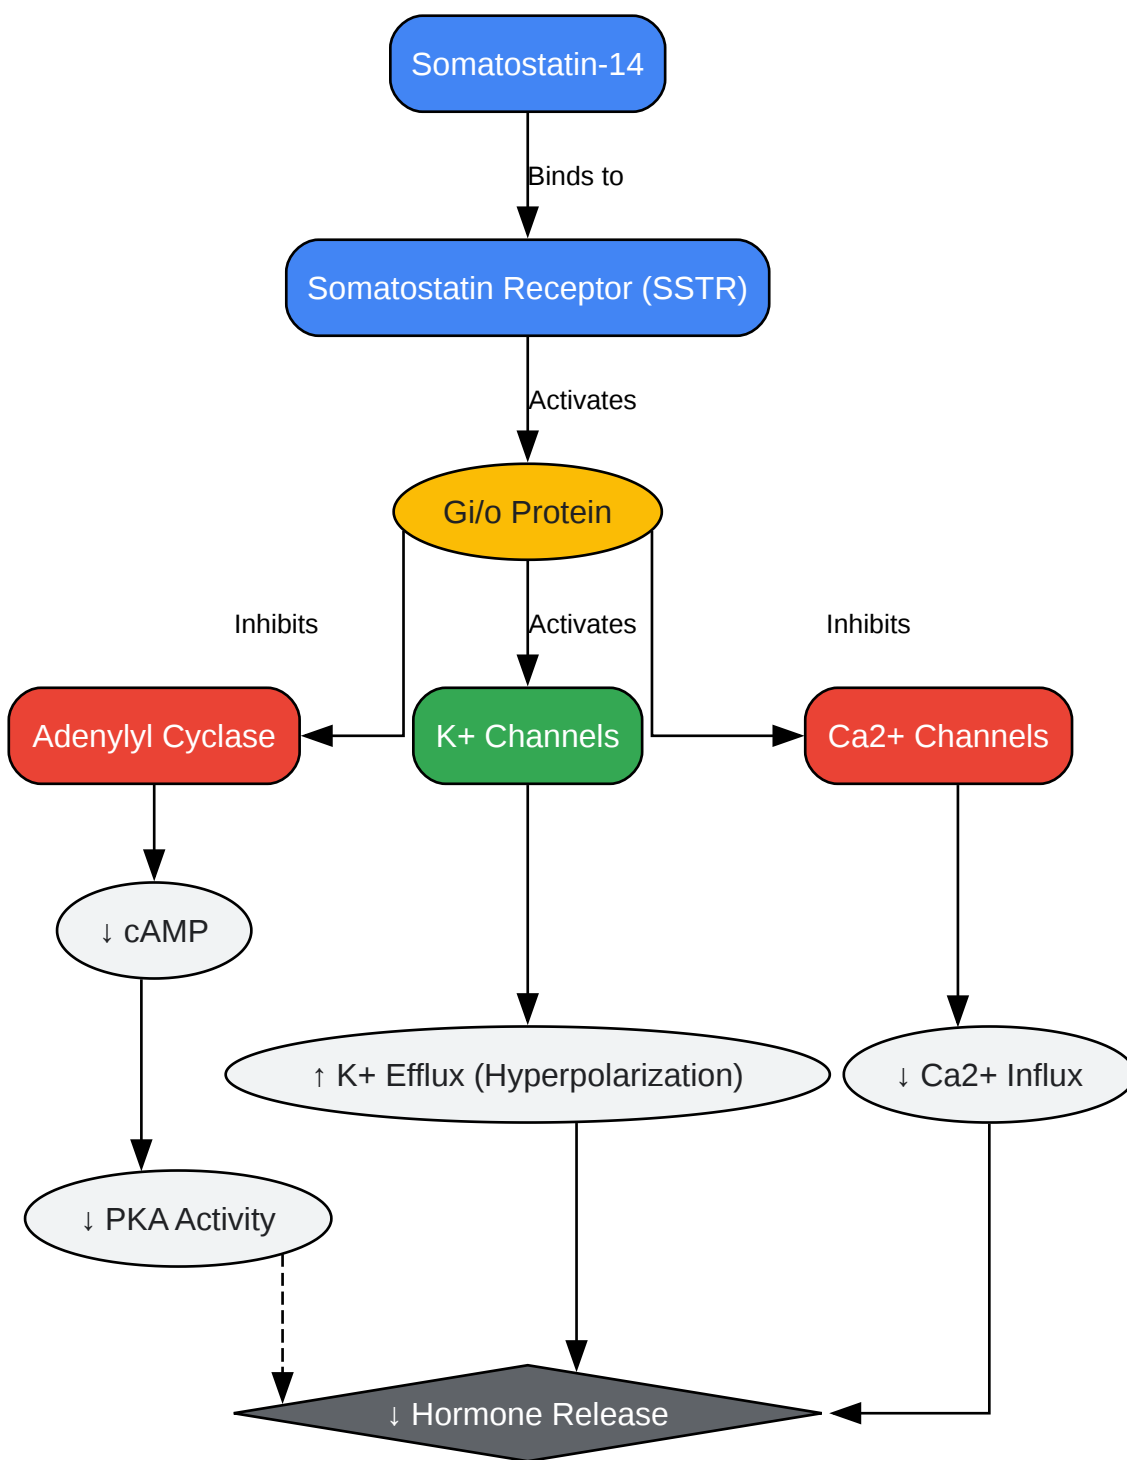 Somatostatin-14
Binds to
Somatostatin Receptor (SSTR)
Activates
Gi/o Protein
Inhibits
Activates
Inhibits
Adenylyl Cyclase
K+ Channels
Ca2+ Channels
↓ cAMP
↑ K+ Efflux (Hyperpolarization)
↓ Ca2+ Influx
↓ PKA Activity
↓ Hormone Release